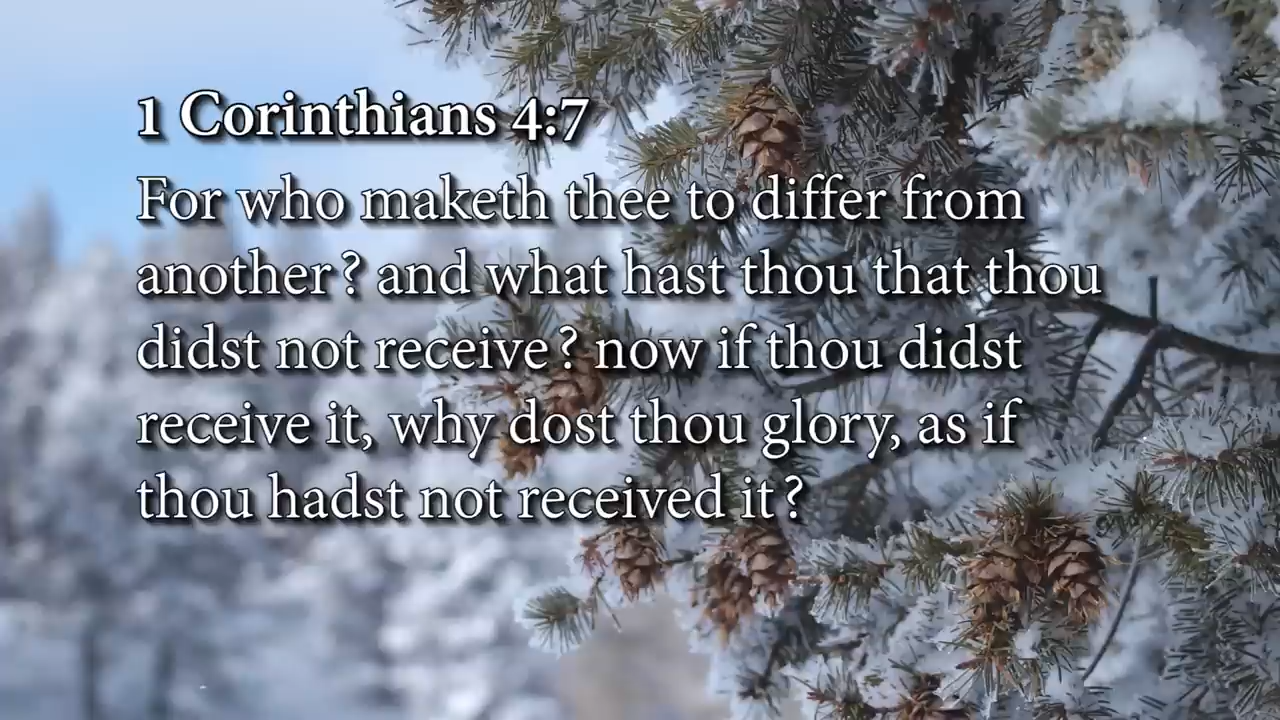 1 Corinthians 4:7
For who maketh thee to differ from
another? and what hast thou that thou
didst not receive? now if thou didst
receive it, why dost thou glory, as if
thou hadst not received it?